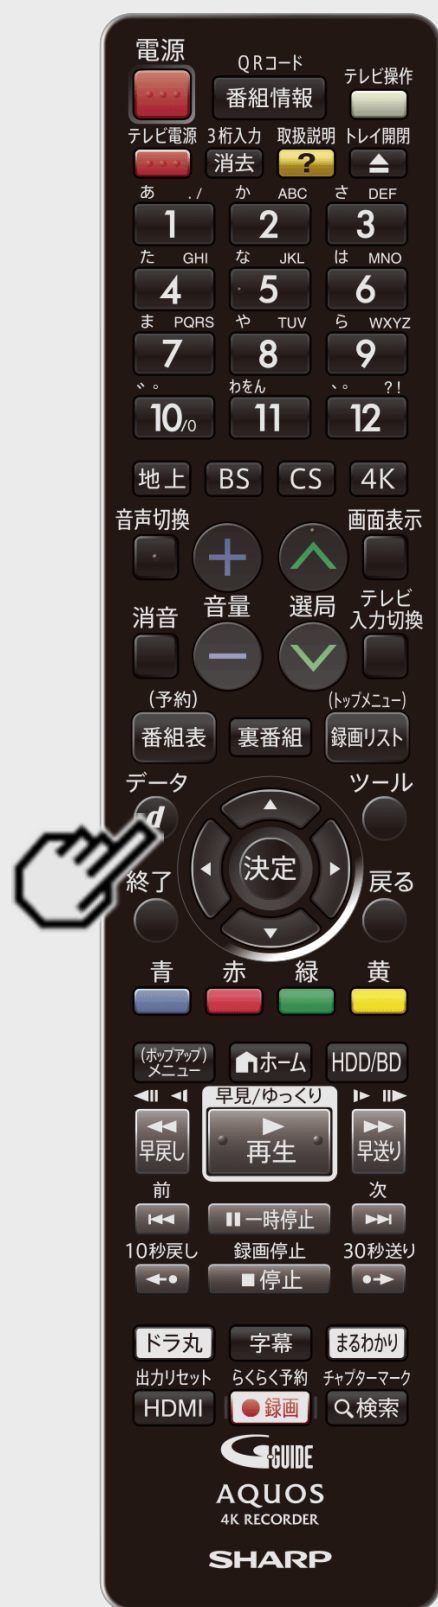 電源
QRコード
テレビ操作
番組情報
テレビ電源 3桁入力 取扱説明 トレイ開閉
消去 ?
あ ./ か ABC さ DEF
1 2 3
た GHI な JKL は MNO
4 5 6
ま PQRS や TUV ら WXYZ
7 8 9
゛゜ わをん 、。 ?!
10/0 11 12
地上 BS CS 4K
音声切換 画面表示
+
消音 音量 選局 テレビ
入力切換
−
(予約) (トップメニュー)
番組表 裏番組 録画リスト
データ ツール
d 決定
終了 戻る
青 赤 緑 黄
(ポップアップ)
メニュー ホーム HDD/BD
早見/ゆっくり
早戻し 再生 早送り
前 次
一時停止
10秒戻し 録画停止 30秒送り
停止
ドラ丸 字幕 まるわかり
出力リセット らくらく予約 チャプターマーク
HDMI 録画 検索
G-GUIDE
AQUOS
4K RECORDER
SHARP